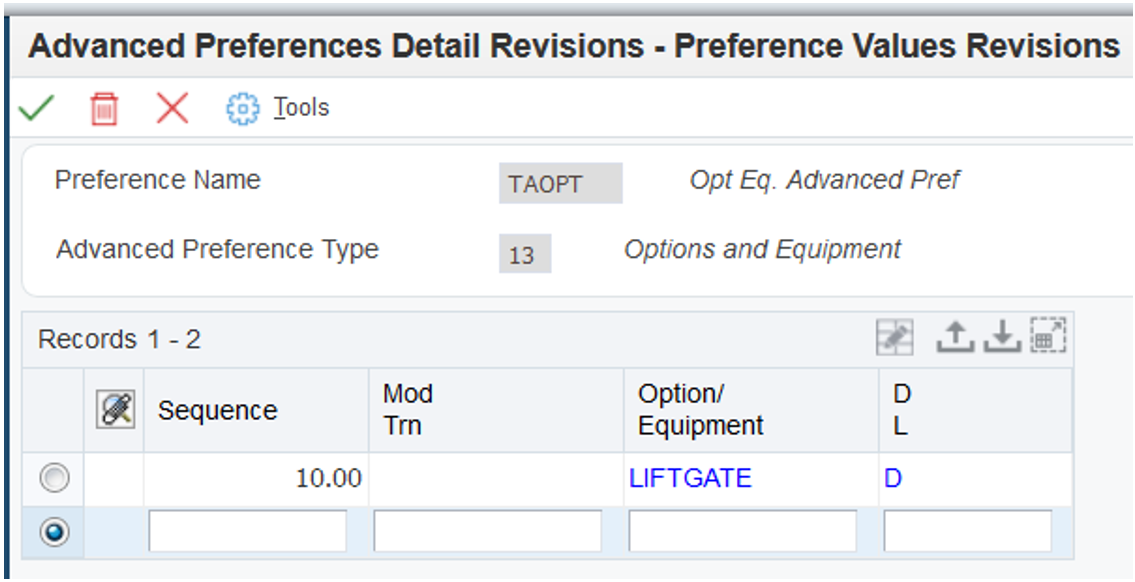 Advanced Preferences Detail Revisions - Preference Values Revisions
Tools
Preference Name TAOPT Opt Eq. Advanced Pref
Advanced Preference Type 13 Options and Equipment
Records 1 - 2
Sequence Mod Trn Option/ Equipment D L
10.00 LIFTGATE D